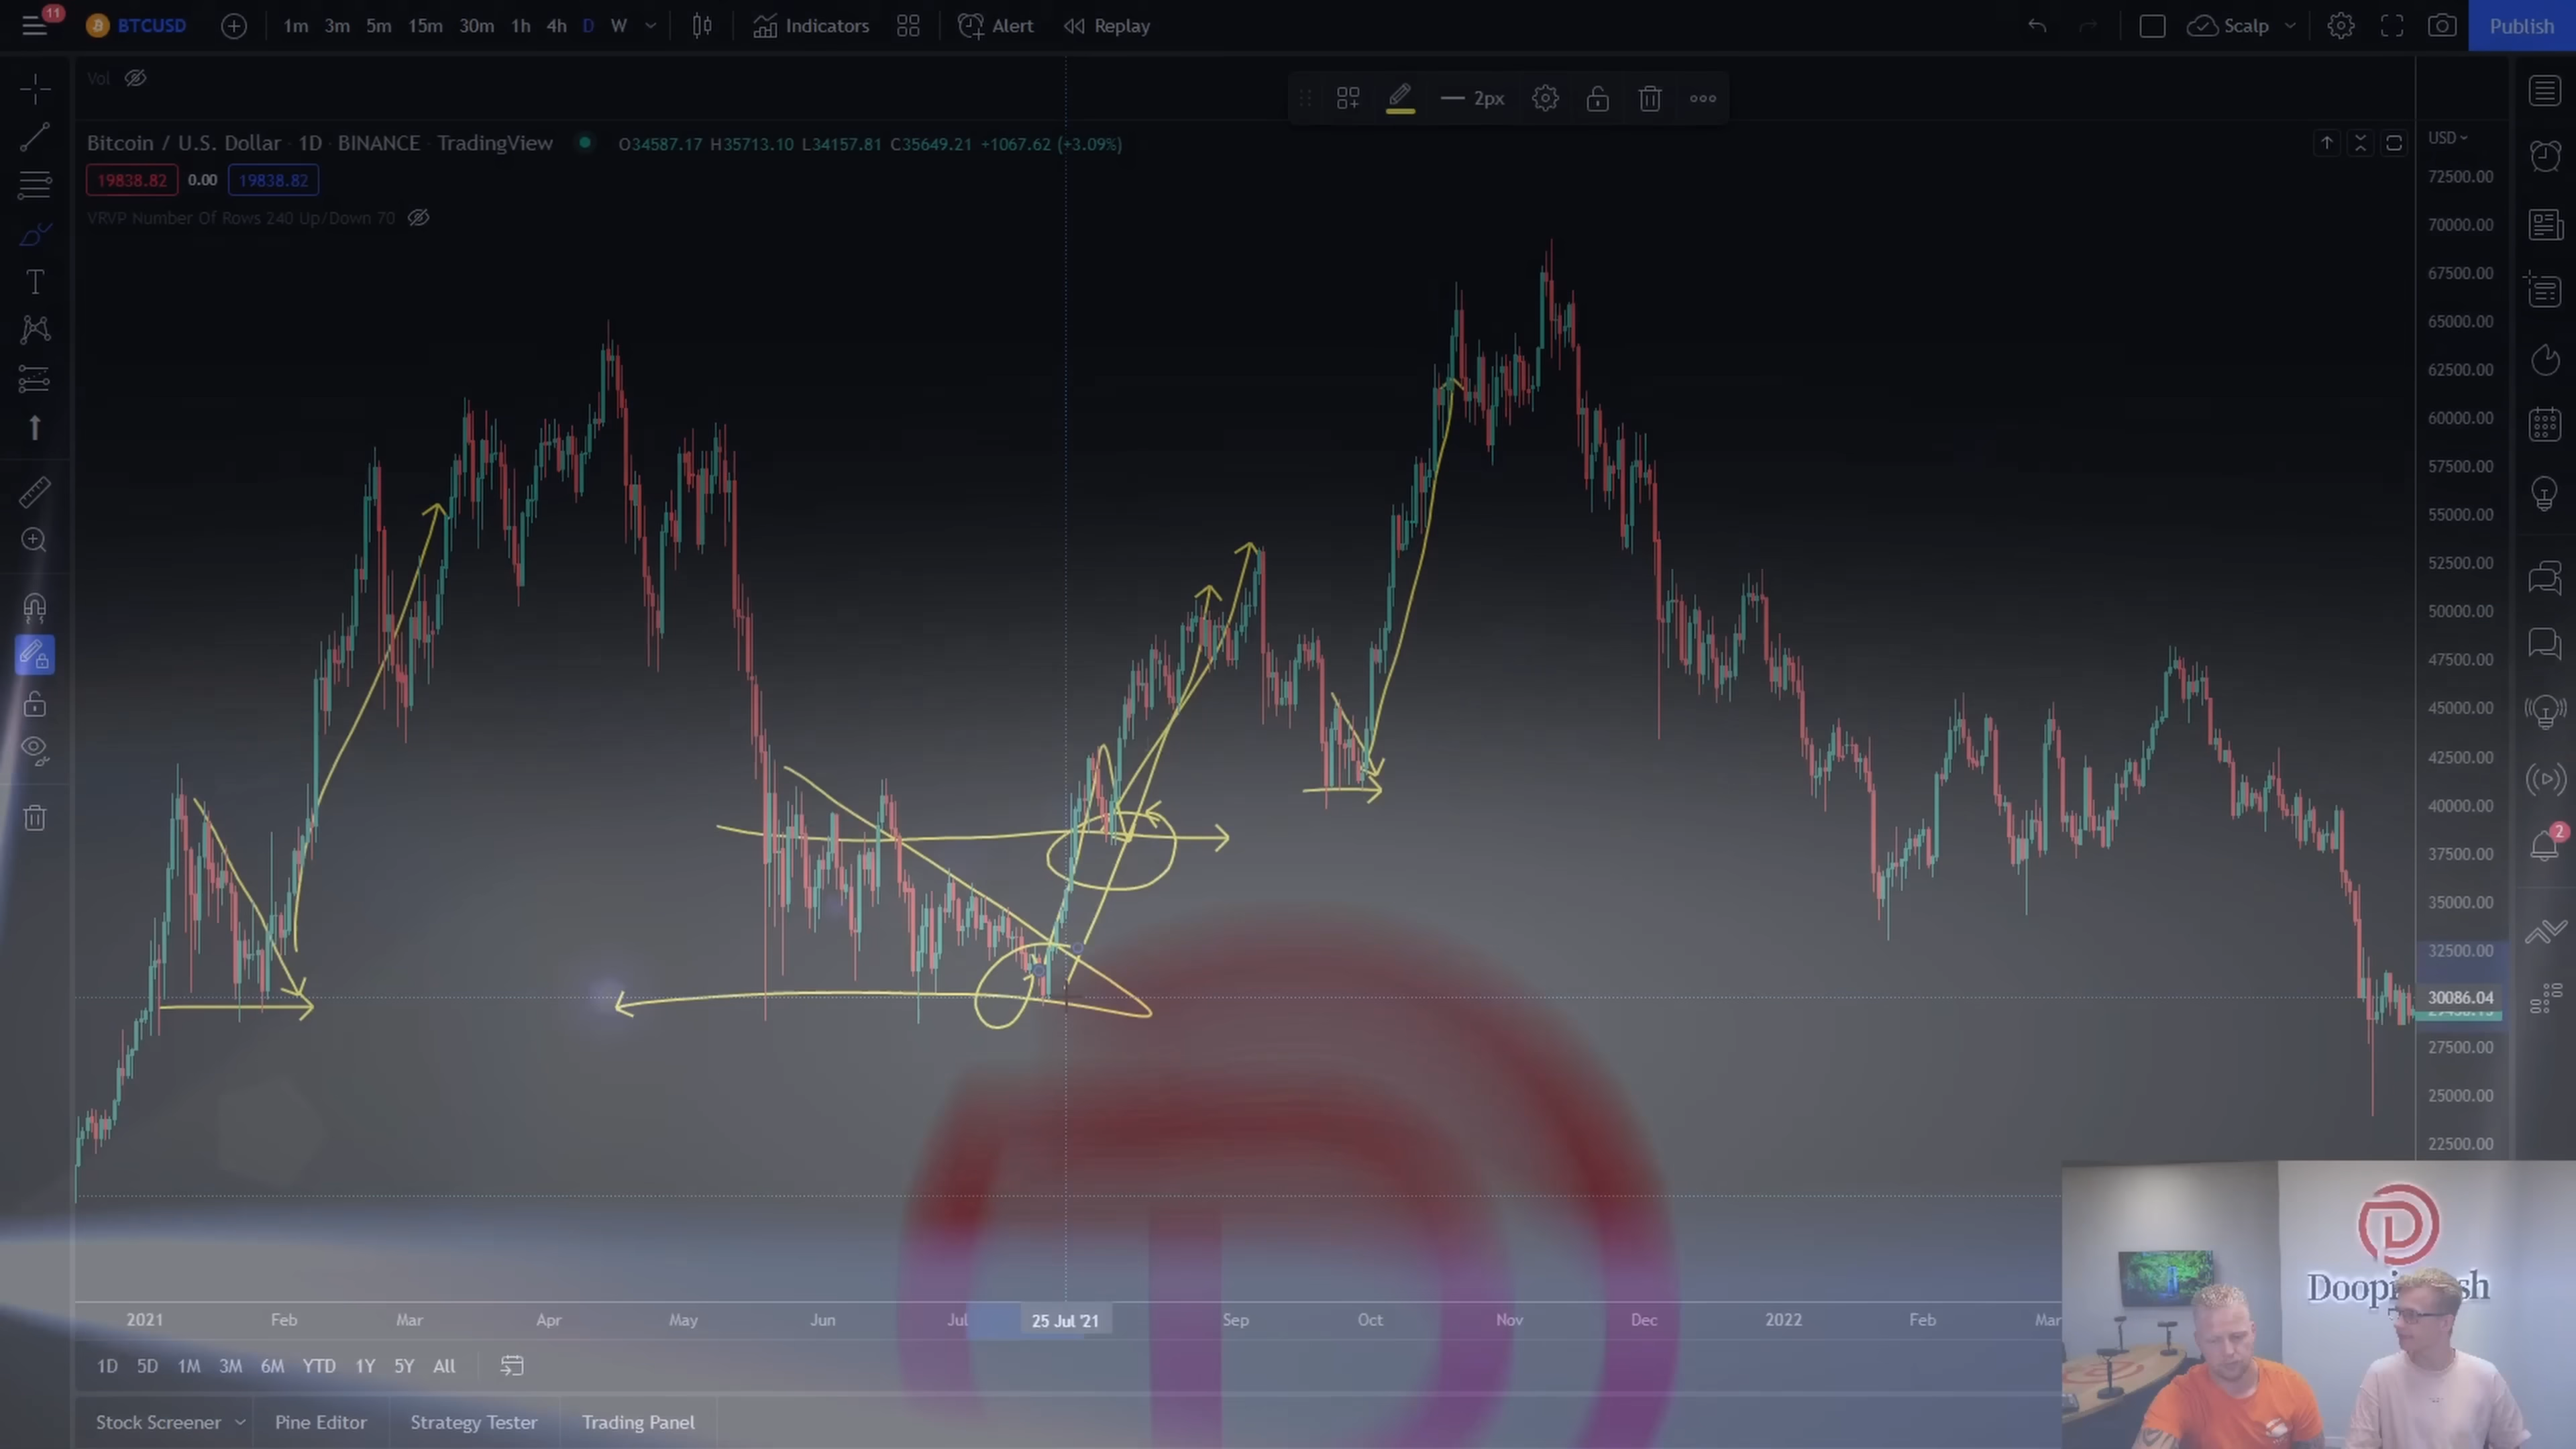 11
BTCUSD
1m 3m 5m 15m 30m 1h 4h D W
Indicators
Alert
Replay
Scalp
Publish
Vol
2px
Bitcoin / U.S. Dollar · 1D · BINANCE · TradingView
O34587.17 H35713.10 L34157.81 C35649.21 +1067.62 (+3.09%)
USD
19838.82 0.00 19838.82
VRVP Number Of Rows 240 Up/Down 70
72500.00
70000.00
67500.00
65000.00
62500.00
60000.00
57500.00
55000.00
52500.00
50000.00
47500.00
45000.00
42500.00
40000.00
37500.00
35000.00
32500.00
30086.04
27500.00
25000.00
22500.00
2
2021 Feb Mar Apr May Jun Jul 25 Jul '21 Sep Oct Nov Dec 2022 Feb Mar
1D 5D 1M 3M 6M YTD 1Y 5Y All
Stock Screener Pine Editor Strategy Tester Trading Panel